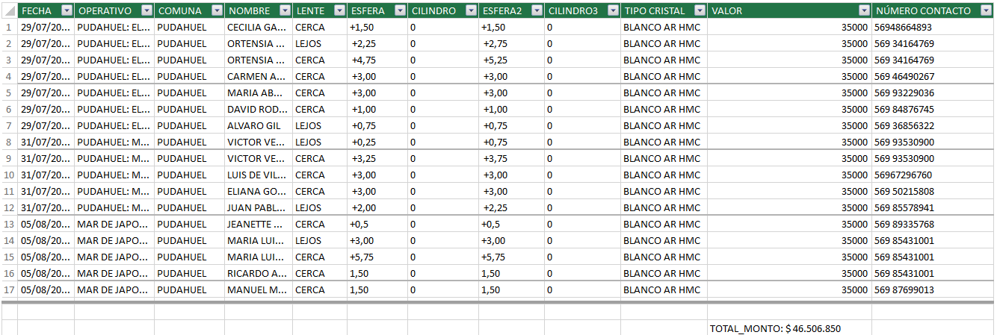 FECHA OPERATIVO COMUNA NOMBRE LENTE ESFERA CILINDRO ESFERA2 CILINDRO3 TIPO CRISTAL VALOR NÚMERO CONTACTO
1 29/07/20... PUDAHUEL: EL... PUDAHUEL CECILIA GA... CERCA +1,50 0 +1,50 0 BLANCO AR HMC 35000 56948664893
2 29/07/20... PUDAHUEL: EL... PUDAHUEL ORTENSIA ... LEJOS +2,25 0 +2,75 0 BLANCO AR HMC 35000 569 34164769
3 29/07/20... PUDAHUEL: EL... PUDAHUEL ORTENSIA ... CERCA +4,75 0 +5,25 0 BLANCO AR HMC 35000 569 34164769
4 29/07/20... PUDAHUEL: EL... PUDAHUEL CARMEN A... CERCA +3,00 0 +3,00 0 BLANCO AR HMC 35000 569 46490267
5 29/07/20... PUDAHUEL: EL... PUDAHUEL MARIA AB... CERCA +3,00 0 +3,00 0 BLANCO AR HMC 35000 569 93229036
6 29/07/20... PUDAHUEL: EL... PUDAHUEL DAVID ROD... CERCA +1,00 0 +1,00 0 BLANCO AR HMC 35000 569 84876745
7 29/07/20... PUDAHUEL: EL... PUDAHUEL ALVARO GIL LEJOS +0,75 0 +0,75 0 BLANCO AR HMC 35000 569 36856322
8 31/07/20... PUDAHUEL: M... PUDAHUEL VICTOR VE... LEJOS +0,25 0 +0,75 0 BLANCO AR HMC 35000 569 93530900
9 31/07/20... PUDAHUEL: M... PUDAHUEL VICTOR VE... CERCA +3,25 0 +3,75 0 BLANCO AR HMC 35000 569 93530900
10 31/07/20... PUDAHUEL: M... PUDAHUEL LUIS DE VIL... CERCA +3,00 0 +3,00 0 BLANCO AR HMC 35000 56967296760
11 31/07/20... PUDAHUEL: M... PUDAHUEL ELIANA GO... CERCA +3,00 0 +3,00 0 BLANCO AR HMC 35000 569 50215808
12 31/07/20... PUDAHUEL: M... PUDAHUEL JUAN PABL... LEJOS +2,00 0 +2,25 0 BLANCO AR HMC 35000 569 85578941
13 05/08/20... MAR DE JAPO... PUDAHUEL JEANETTE ... CERCA +0,5 0 +0,5 0 BLANCO AR HMC 35000 569 89335768
14 05/08/20... MAR DE JAPO... PUDAHUEL MARIA LUI... LEJOS +3,00 0 +3,00 0 BLANCO AR HMC 35000 569 85431001
15 05/08/20... MAR DE JAPO... PUDAHUEL MARIA LUI... CERCA +5,75 0 +5,75 0 BLANCO AR HMC 35000 569 85431001
16 05/08/20... MAR DE JAPO... PUDAHUEL RICARDO A... CERCA 1,50 0 1,50 0 BLANCO AR HMC 35000 569 85431001
17 05/08/20... MAR DE JAPO... PUDAHUEL MANUEL M... CERCA 1,50 0 1,50 0 BLANCO AR HMC 35000 569 87699013
TOTAL_MONTO: $ 46.506.850